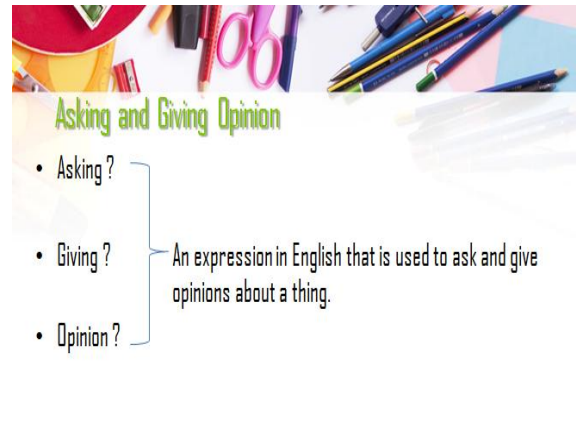 Asking and Giving Opinion
• Asking ?
• Giving ?
An expression in English that is used to ask and give
opinions about a thing.
• Opinion ?